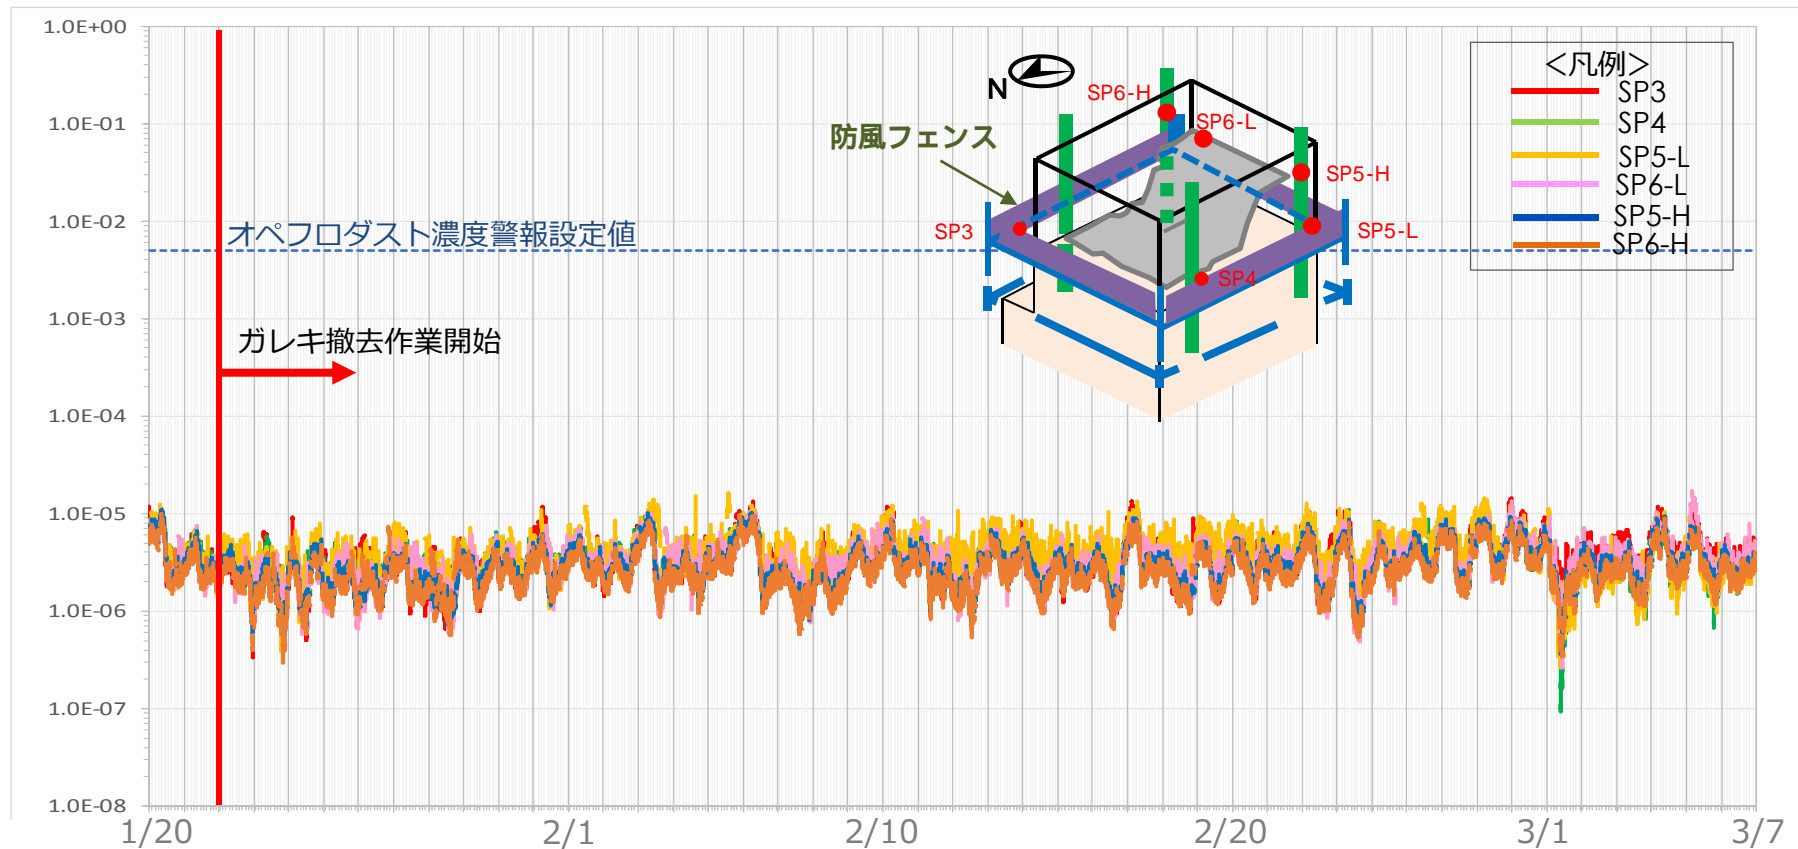 1.0E+00
1.0E-01
1.0E-02
1.0E-03
1.0E-04
1.0E-05
1.0E-06
1.0E-07
1.0E-08
オペフロダスト濃度警報設定値
ガレキ撤去作業開始
N
防風フェンス
SP6-H
SP6-L
SP5-H
SP3
SP5-L
SP4
＜凡例＞
SP3
SP4
SP5-L
SP6-L
SP5-H
SP6-H
1/20
2/1
2/10
2/20
3/1
3/7